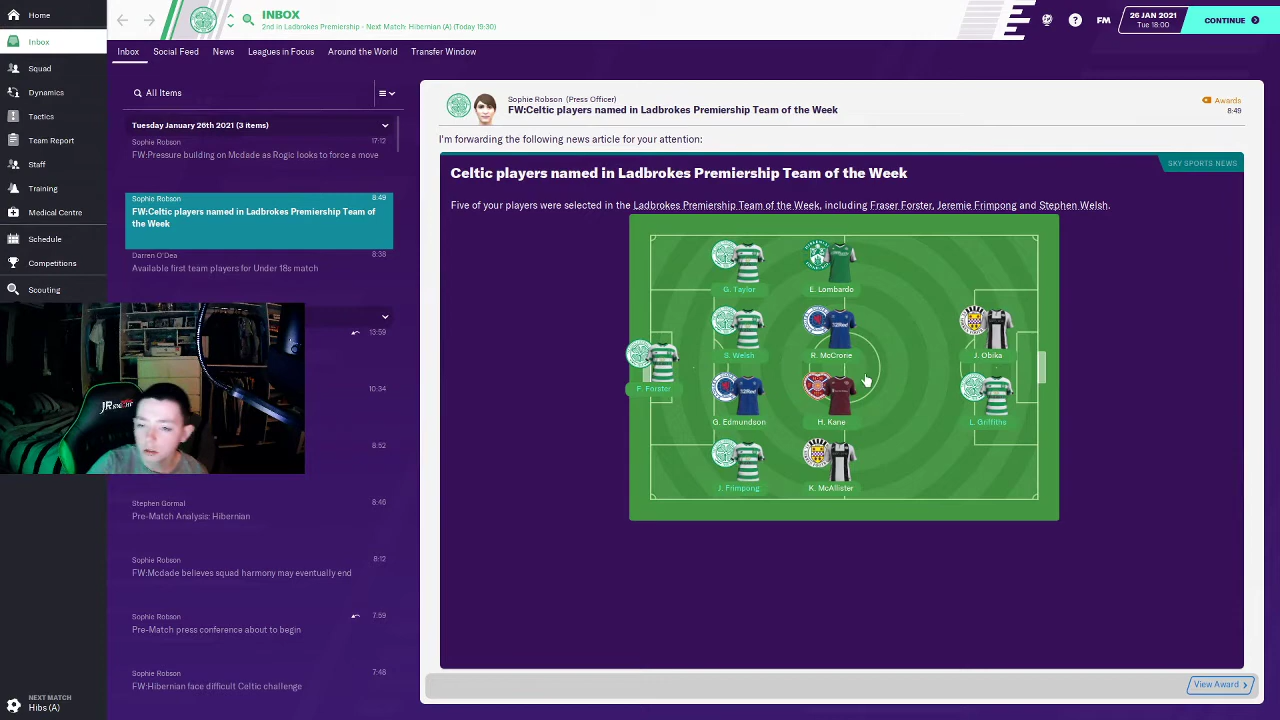 Home
Inbox
Squad
Dynamics
Tactics
Team Report
Staff
Training
Medical Centre
Schedule
Competitions
Scouting
NEXT MATCH
Hibs (A)
INBOX
2nd in Ladbrokes Premiership - Next Match: Hibernian (A) (Today 19:30)
FM
26 JAN 2021
Tue 18:00
CONTINUE
Inbox
Social Feed
News
Leagues in Focus
Around the World
Transfer Window
All Items
Tuesday January 26th 2021 (3 items)
Sophie Robson 17:12
FW:Pressure building on Mcdade as Rogic looks to force a move
Sophie Robson 8:49
FW:Celtic players named in Ladbrokes Premiership Team of
the Week
Darren O'Dea 8:38
Available first team players for Under 18s match
13:59
10:34
8:52
Stephen Gormal 8:46
Pre-Match Analysis: Hibernian
Sophie Robson 8:12
FW:Mcdade believes squad harmony may eventually end
Sophie Robson 7:59
Pre-Match press conference about to begin
Sophie Robson 7:48
FW:Hibernian face difficult Celtic challenge
Sophie Robson (Press Officer)
FW:Celtic players named in Ladbrokes Premiership Team of the Week
Awards
8:49
I'm forwarding the following news article for your attention:
SKY SPORTS NEWS
Celtic players named in Ladbrokes Premiership Team of the Week
Five of your players were selected in the Ladbrokes Premiership Team of the Week, including Fraser Forster, Jeremie Frimpong and Stephen Welsh.
G. Taylor
E. Lombardo
S. Welsh
R. McCrone
J. Obika
F. Forster
G. Edmundson
H. Kane
L. Griffiths
J. Frimpong
K. McAllister
View Award